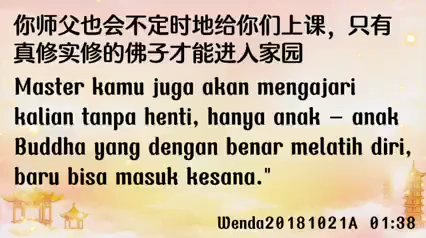 你师父也会不定时地给你们上课，只有
真修实修的佛子才能进入家园
Master kamu juga akan mengajari
kalian tanpa henti, hanya anak – anak
Buddha yang dengan benar melatih diri,
baru bisa masuk kesana."
Wenda20181021A 01:38